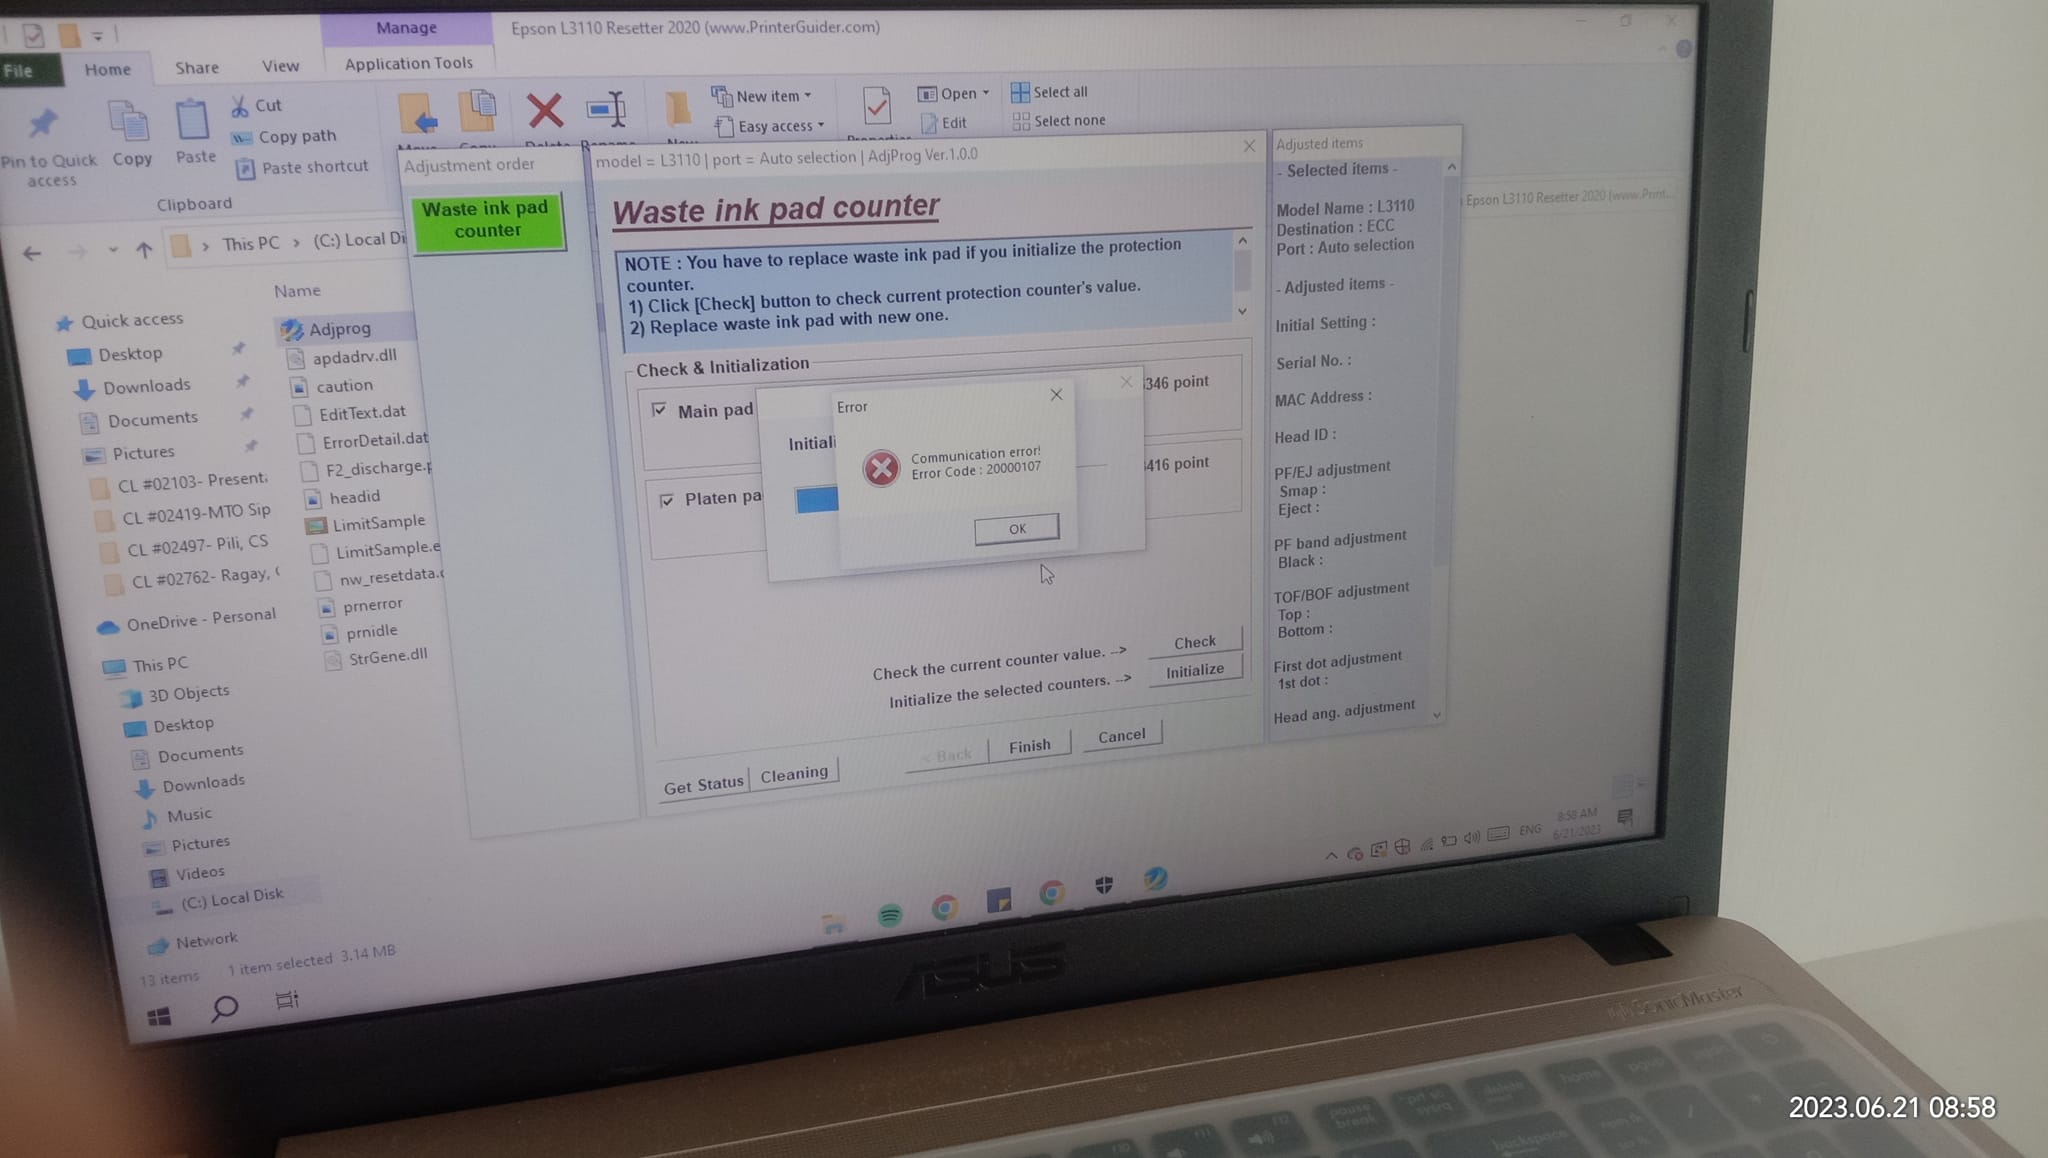 Manage
Epson L3110 Resetter 2020 (www.PrinterGuider.com)
File
Home
Share
View
Application Tools
Pin to Quick
access
Copy
Paste
Cut
Copy path
Paste shortcut
Clipboard
New item
Easy access
Open
Edit
Select all
Select none
This PC
(C:) Local Di
Epson L3110 Resetter 2020 (www.Print...
Name
Quick access
Desktop
Downloads
Documents
Pictures
CL #02103- Present.
CL #02419-MTO Sip
CL #02497- Pili, CS
CL #02762- Ragay, (
OneDrive - Personal
This PC
3D Objects
Desktop
Documents
Downloads
Music
Pictures
Videos
(C:) Local Disk
Network
13 items
1 item selected 3.14 MB
Adjprog
apdadrv.dll
caution
EditText.dat
ErrorDetail.dat
F2_discharge.
headid
LimitSample
LimitSample.e
nw_resetdata.
prnerror
prnidle
StrGene.dll
Adjustment order
Waste ink pad
counter
model = L3110 | port = Auto selection | AdjProg Ver.1.0.0
Waste ink pad counter
NOTE : You have to replace waste ink pad if you initialize the protection
counter.
1) Click [Check] button to check current protection counter's value.
2) Replace waste ink pad with new one.
Check & Initialization
Main pad
346 point
Platen pa
416 point
Initiali
Error
Communication error!
Error Code : 20000107
OK
Check the current counter value. -->
Check
Initialize the selected counters. -->
Initialize
Get Status
Cleaning
< Back
Finish
Cancel
Adjusted items
- Selected items -
Model Name : L3110
Destination : ECC
Port : Auto selection
- Adjusted items -
Initial Setting :
Serial No. :
MAC Address :
Head ID :
PF/EJ adjustment
Smap :
Eject :
PF band adjustment
Black :
TOF/BOF adjustment
Top :
Bottom :
First dot adjustment
1st dot :
Head ang. adjustment
ENG
8:58 AM
6/21/2023
ASUS
SonicMaster
pause
break
prt sc
sysrq
delete
home
backspace
2023.06.21 08:58